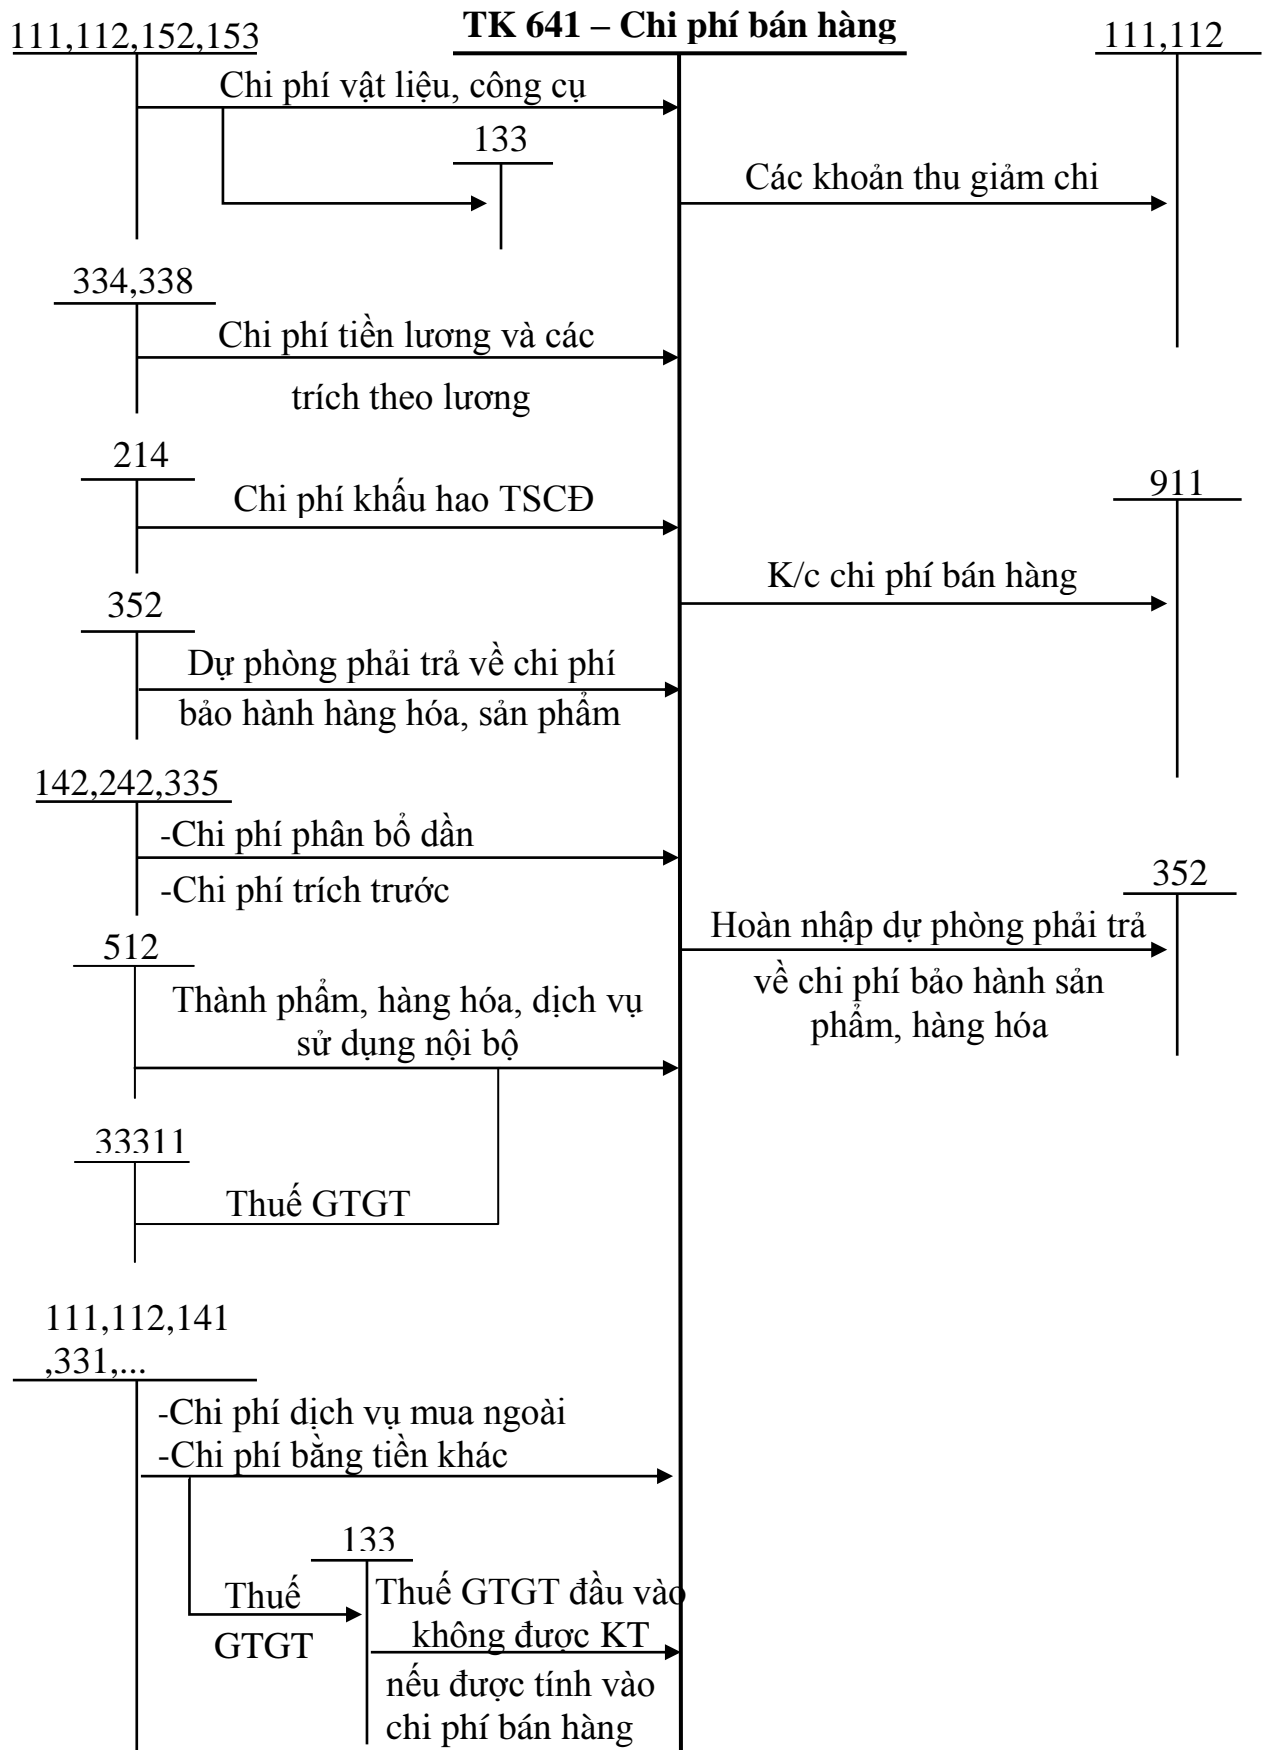 TK 641 – Chi phí bán hàng
111,112,152,153
111,112
Chi phí vật liệu, công cụ
133
Các khoản thu giảm chi
334,338
Chi phí tiền lương và các
trích theo lương
214
Chi phí khấu hao TSCĐ
911
K/c chi phí bán hàng
352
Dự phòng phải trả về chi phí
bảo hành hàng hóa, sản phẩm
142,242,335
-Chi phí phân bổ dần
-Chi phí trích trước
352
Hoàn nhập dự phòng phải trả
về chi phí bảo hành sản
phẩm, hàng hóa
512
Thành phẩm, hàng hóa, dịch vụ
sử dụng nội bộ
33311
Thuế GTGT
111,112,141
,331,...
-Chi phí dịch vụ mua ngoài
-Chi phí bằng tiền khác
133
Thuế
GTGT
Thuế GTGT đầu vào
không được KT
nếu được tính vào
chi phí bán hàng